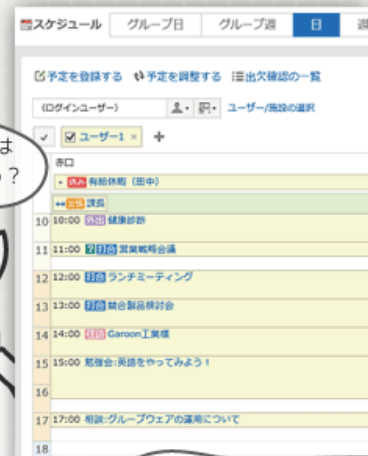 スケジュール グループ日 グループ週 日 週
予定を登録する 予定を調整する 出欠確認の一覧
(ログインユーザー) ユーザー/施設の選択
ユーザー1 × +
は
?
赤口
休み 有給休暇 (田中)
出張 課長
10 10:00 外出 健康診断
11 11:00 ? 打合 営業戦略会議
12 12:00 打合 ランチミーティング
13 13:00 打合 競合製品検討会
14 14:00 Garoon工業様
15 15:00 勉強会:英語をやってみよう!
16
17 17:00 相談:グループウェアの運用について
18